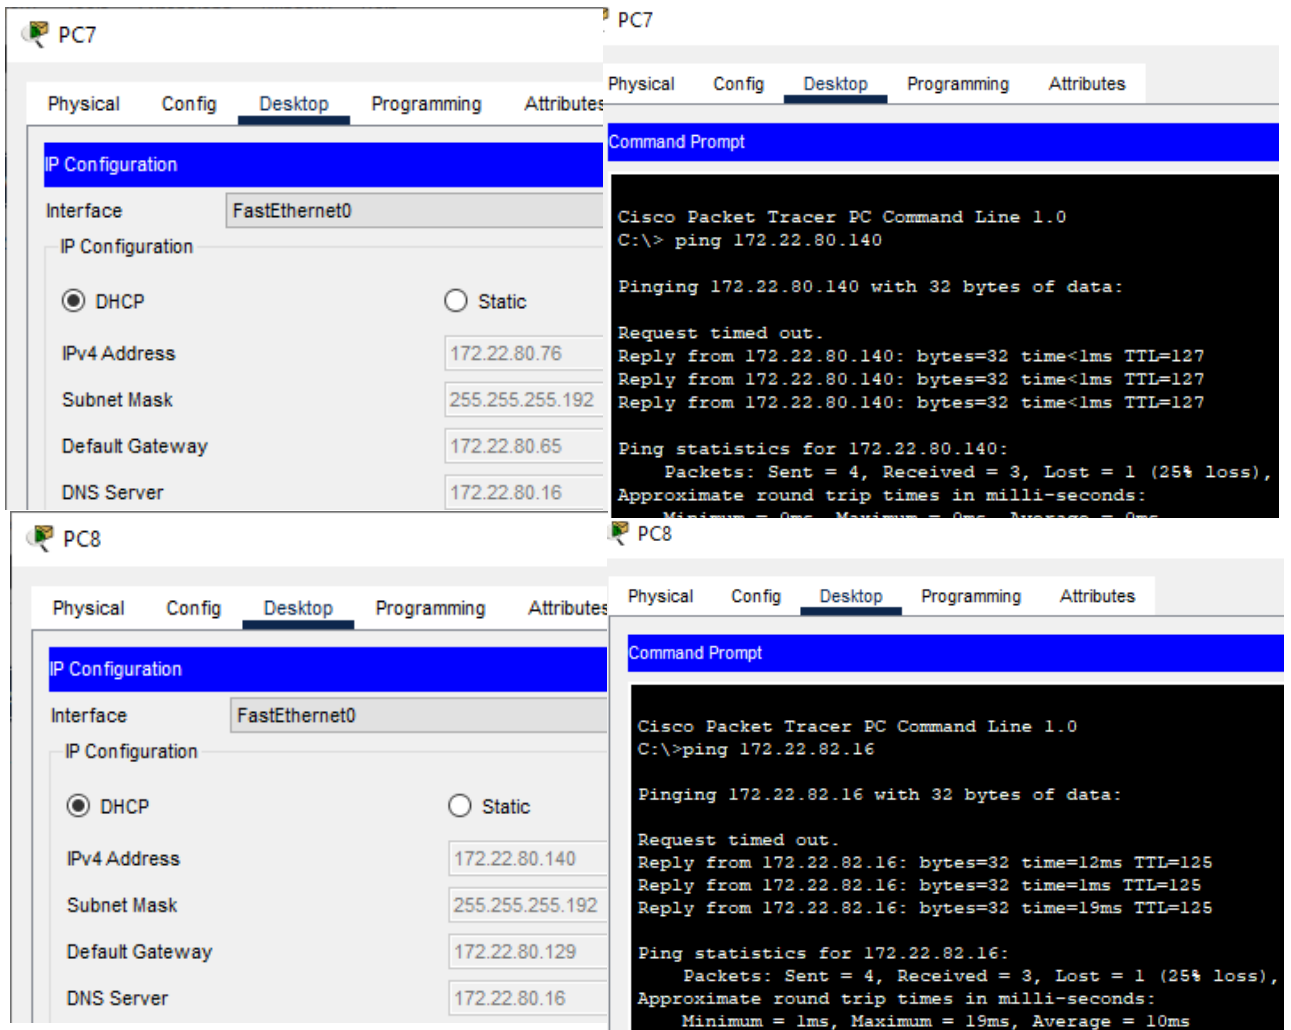 PC7
Physical Config Desktop Programming Attributes
IP Configuration
Interface FastEthernet0
IP Configuration
DHCP Static
IPv4 Address 172.22.80.76
Subnet Mask 255.255.255.192
Default Gateway 172.22.80.65
DNS Server 172.22.80.16
PC7
Physical Config Desktop Programming Attributes
Command Prompt
Cisco Packet Tracer PC Command Line 1.0
C:\> ping 172.22.80.140
Pinging 172.22.80.140 with 32 bytes of data:
Request timed out.
Reply from 172.22.80.140: bytes=32 time<1ms TTL=127
Reply from 172.22.80.140: bytes=32 time<1ms TTL=127
Reply from 172.22.80.140: bytes=32 time<1ms TTL=127
Ping statistics for 172.22.80.140:
Packets: Sent = 4, Received = 3, Lost = 1 (25% loss),
Approximate round trip times in milli-seconds:
Minimum = 0ms, Maximum = 0ms, Average = 0ms
PC8
Physical Config Desktop Programming Attributes
IP Configuration
Interface FastEthernet0
IP Configuration
DHCP Static
IPv4 Address 172.22.80.140
Subnet Mask 255.255.255.192
Default Gateway 172.22.80.129
DNS Server 172.22.80.16
PC8
Physical Config Desktop Programming Attributes
Command Prompt
Cisco Packet Tracer PC Command Line 1.0
C:\>ping 172.22.82.16
Pinging 172.22.82.16 with 32 bytes of data:
Request timed out.
Reply from 172.22.82.16: bytes=32 time=12ms TTL=125
Reply from 172.22.82.16: bytes=32 time=1ms TTL=125
Reply from 172.22.82.16: bytes=32 time=19ms TTL=125
Ping statistics for 172.22.82.16:
Packets: Sent = 4, Received = 3, Lost = 1 (25% loss),
Approximate round trip times in milli-seconds:
Minimum = 1ms, Maximum = 19ms, Average = 10ms